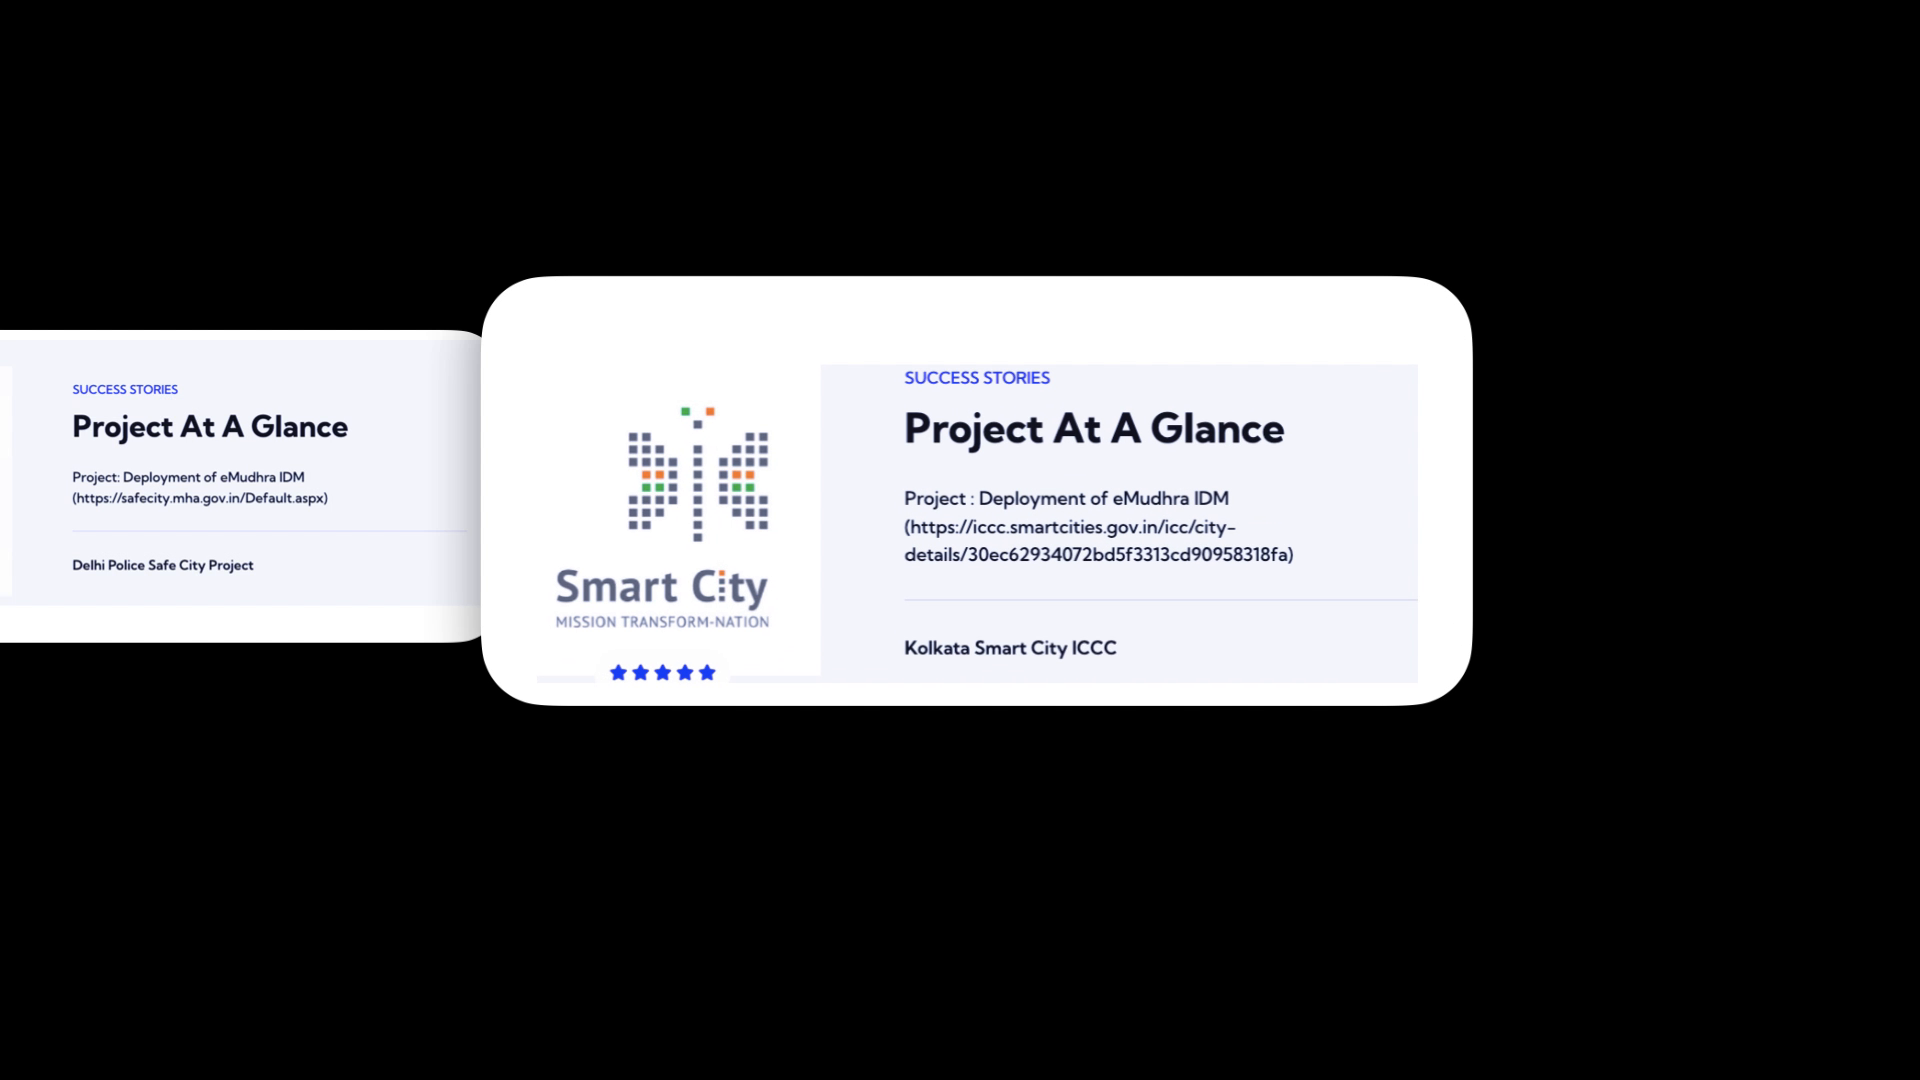 SUCCESS STORIES
Project At A Glance
Project: Deployment of eMudhra IDM
(https://safecity.mha.gov.in/Default.aspx)
Delhi Police Safe City Project
Smart City
MISSION TRANSFORM-NATION
SUCCESS STORIES
Project At A Glance
Project : Deployment of eMudhra IDM
(https://iccc.smartcities.gov.in/icc/city-
details/30ec62934072bd5f3313cd90958318fa)
Kolkata Smart City ICCC